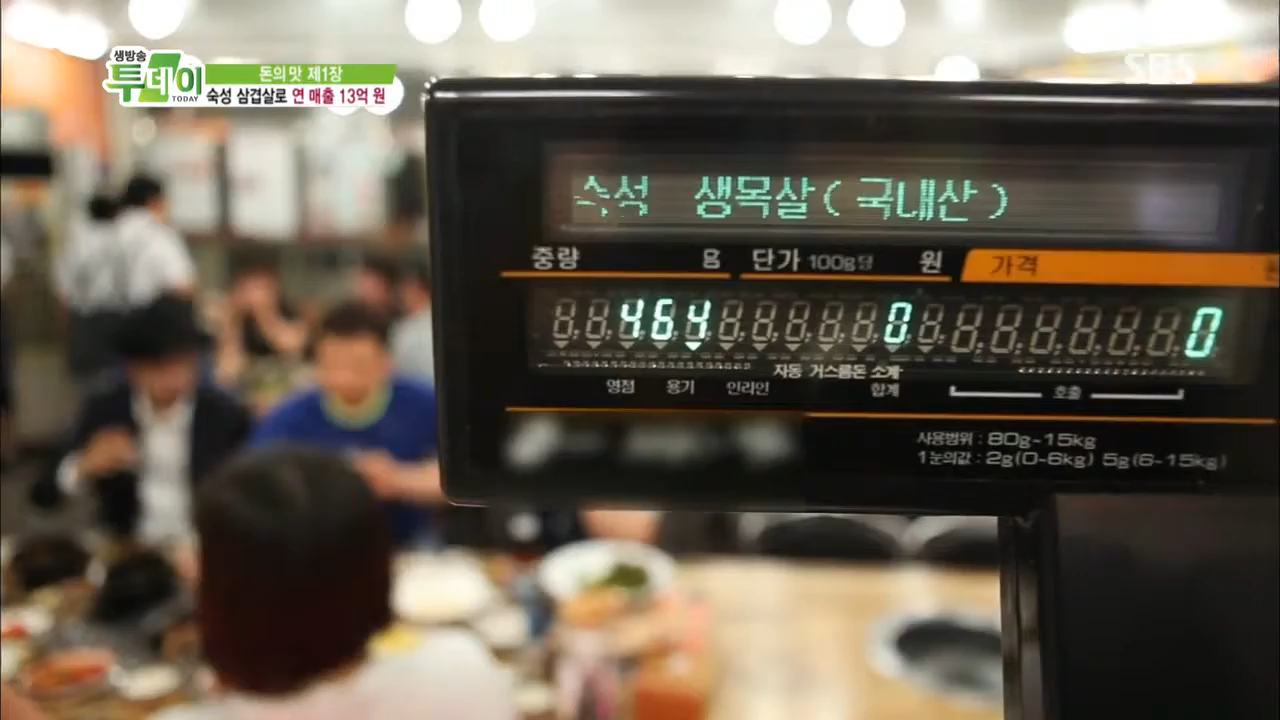 생방송
투데이
TODAY
돈의 맛 제1장
숙성 삼겹살로 연 매출 13억 원
SBS
숙성 생목살(국내산)
중량 g 단가 100g당 원 가격 원
464 0 0
자동 거스름돈 소계
영점 용기 인라인 합계 호출
사용범위 : 80g~15kg
1눈의값 : 2g(0-6kg) 5g(6-15kg)